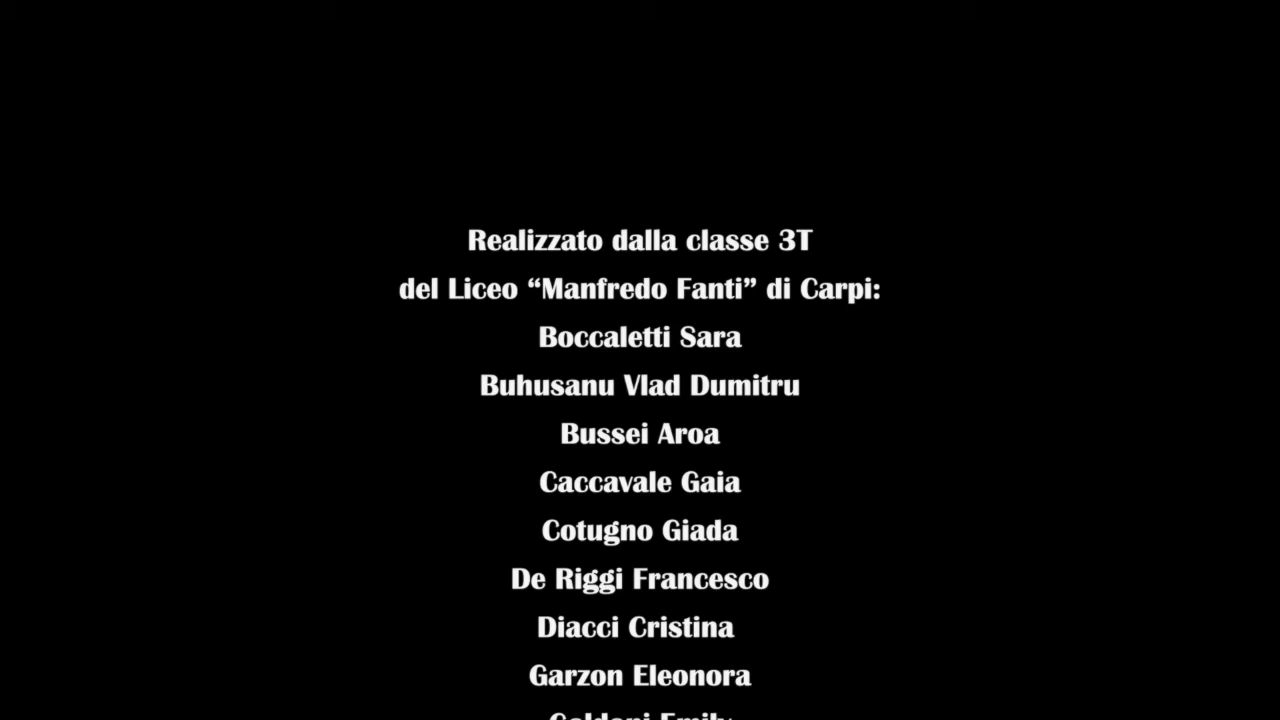 Realizzato dalla classe 3T
del Liceo “Manfredo Fanti” di Carpi:
Boccaletti Sara
Buhusanu Vlad Dumitru
Bussei Aroa
Caccavale Gaia
Cotugno Giada
De Riggi Francesco
Diacci Cristina
Garzon Eleonora